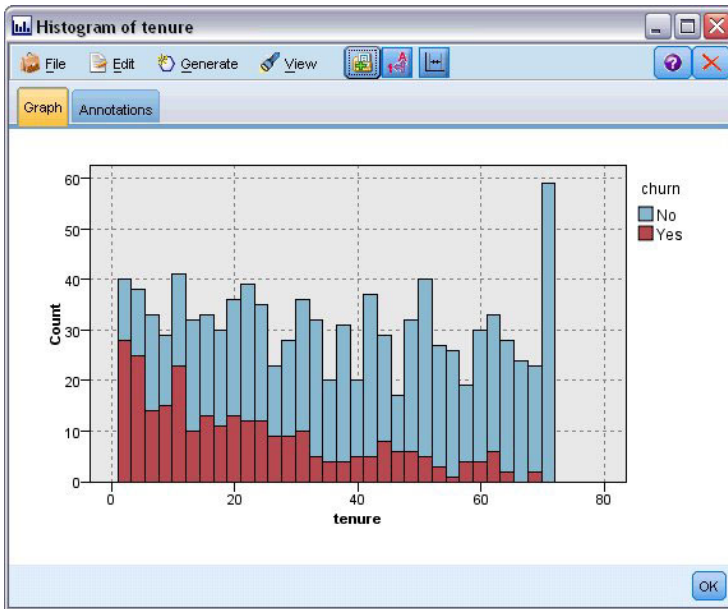 Histogram of tenure
File Edit Generate View
Graph Annotations
60
50
40
30
20
10
0
Count
0 20 40 60 80
tenure
churn
No
Yes
OK